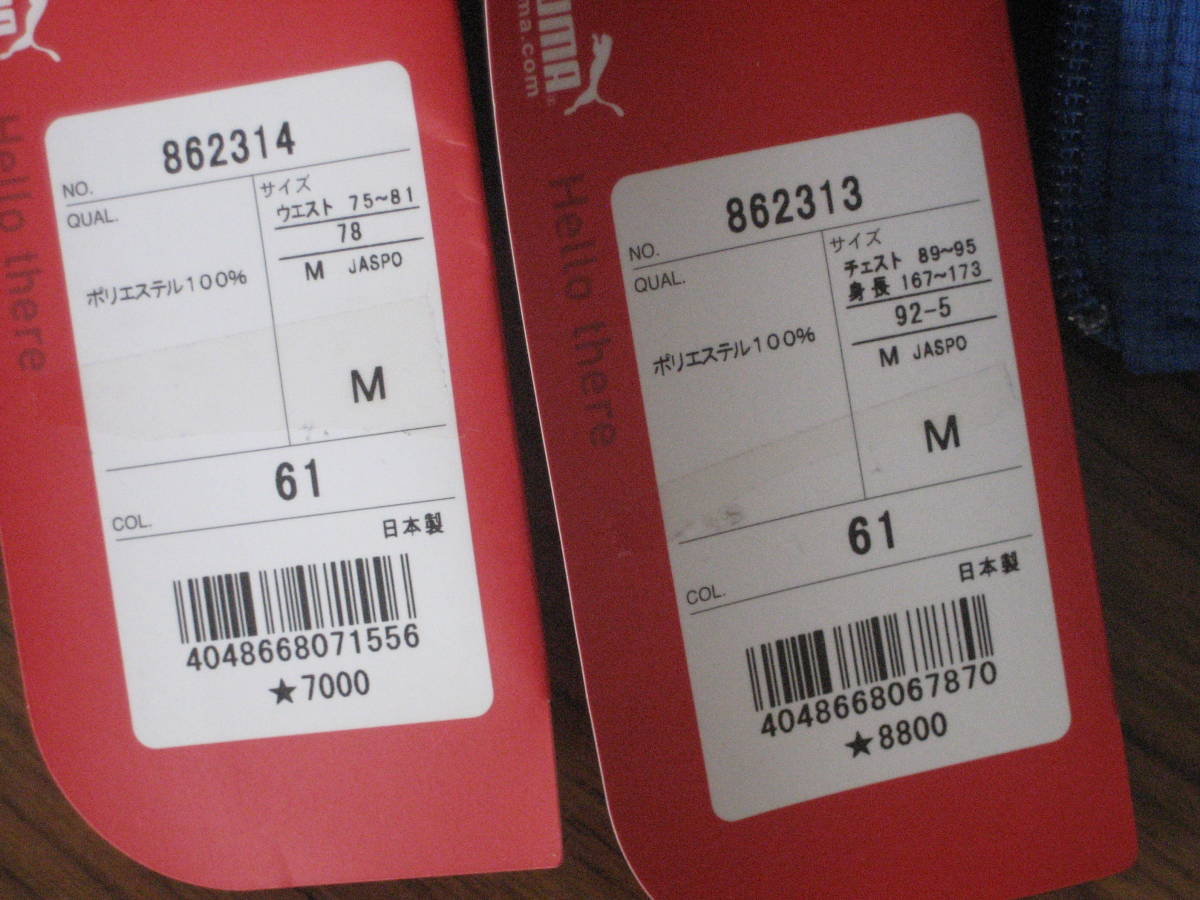 Hello there
862314
NO.
QUAL.
サイズ
ウエスト 75~81
78
M JASPO
ポリエステル100%
M
61
COL.
日本製
4048668071556
★7000
PUMA
Hello there
862313
NO.
QUAL.
サイズ
チェスト 89~95
身長 167~173
92-5
M JASPO
ポリエステル100%
M
61
COL.
日本製
4048668067870
★8800